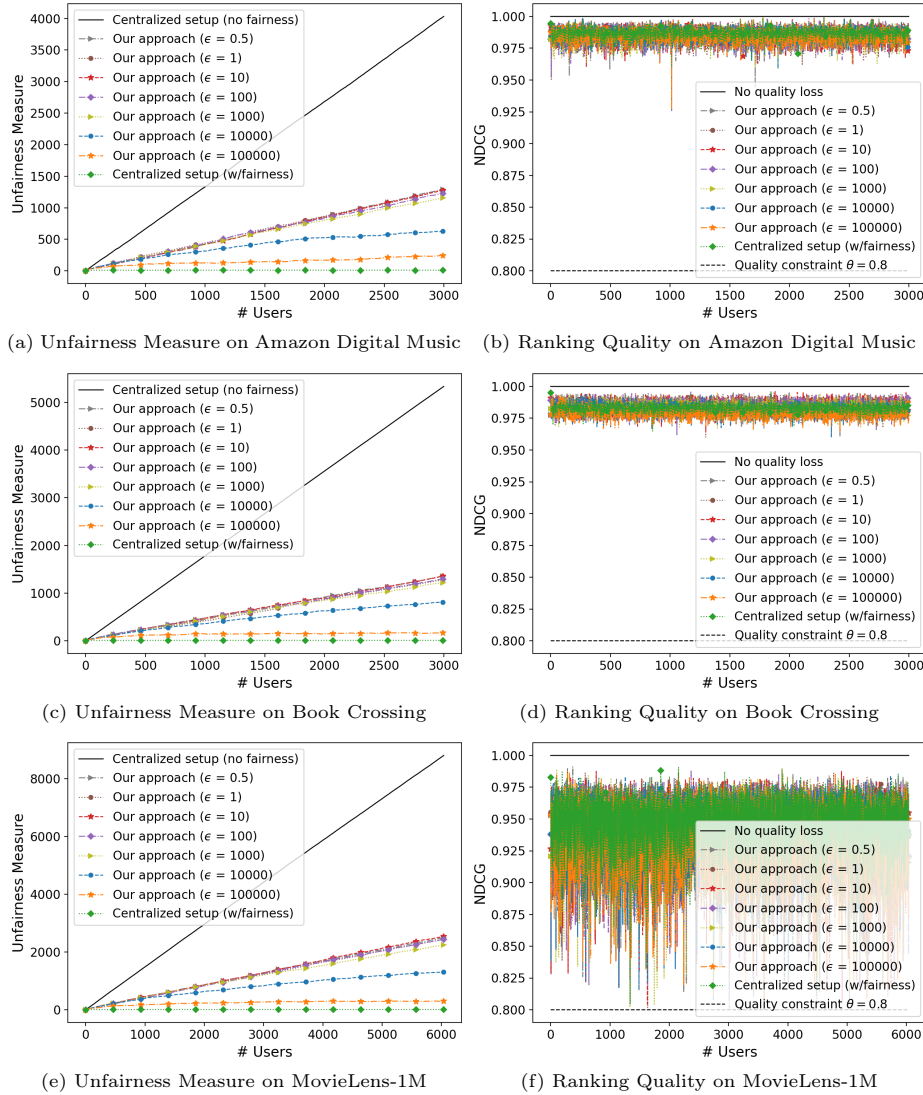 4000
3500
3000
2500
2000
1500
1000
500
0
Unfairness Measure
Centralized setup (no fairness)
Our approach (ϵ = 0.5)
Our approach (ϵ = 1)
Our approach (ϵ = 10)
Our approach (ϵ = 100)
Our approach (ϵ = 1000)
Our approach (ϵ = 10000)
Our approach (ϵ = 100000)
Centralized setup (w/fairness)
0 500 1000 1500 2000 2500 3000
# Users
(a) Unfairness Measure on Amazon Digital Music
1.000
0.975
0.950
0.925
0.900
0.875
0.850
0.825
0.800
NDCG
No quality loss
Our approach (ϵ = 0.5)
Our approach (ϵ = 1)
Our approach (ϵ = 10)
Our approach (ϵ = 100)
Our approach (ϵ = 1000)
Our approach (ϵ = 10000)
Our approach (ϵ = 100000)
Centralized setup (w/fairness)
Quality constraint θ = 0.8
0 500 1000 1500 2000 2500 3000
# Users
(b) Ranking Quality on Amazon Digital Music
5000
4000
3000
2000
1000
0
Unfairness Measure
Centralized setup (no fairness)
Our approach (ϵ = 0.5)
Our approach (ϵ = 1)
Our approach (ϵ = 10)
Our approach (ϵ = 100)
Our approach (ϵ = 1000)
Our approach (ϵ = 10000)
Our approach (ϵ = 100000)
Centralized setup (w/fairness)
0 500 1000 1500 2000 2500 3000
# Users
(c) Unfairness Measure on Book Crossing
1.000
0.975
0.950
0.925
0.900
0.875
0.850
0.825
0.800
NDCG
No quality loss
Our approach (ϵ = 0.5)
Our approach (ϵ = 1)
Our approach (ϵ = 10)
Our approach (ϵ = 100)
Our approach (ϵ = 1000)
Our approach (ϵ = 10000)
Our approach (ϵ = 100000)
Centralized setup (w/fairness)
Quality constraint θ = 0.8
0 500 1000 1500 2000 2500 3000
# Users
(d) Ranking Quality on Book Crossing
8000
6000
4000
2000
0
Unfairness Measure
Centralized setup (no fairness)
Our approach (ϵ = 0.5)
Our approach (ϵ = 1)
Our approach (ϵ = 10)
Our approach (ϵ = 100)
Our approach (ϵ = 1000)
Our approach (ϵ = 10000)
Our approach (ϵ = 100000)
Centralized setup (w/fairness)
0 1000 2000 3000 4000 5000 6000
# Users
(e) Unfairness Measure on MovieLens-1M
1.000
0.975
0.950
0.925
0.900
0.875
0.850
0.825
0.800
NDCG
No quality loss
Our approach (ϵ = 0.5)
Our approach (ϵ = 1)
Our approach (ϵ = 10)
Our approach (ϵ = 100)
Our approach (ϵ = 1000)
Our approach (ϵ = 10000)
Our approach (ϵ = 100000)
Centralized setup (w/fairness)
Quality constraint θ = 0.8
0 1000 2000 3000 4000 5000 6000
# Users
(f) Ranking Quality on MovieLens-1M